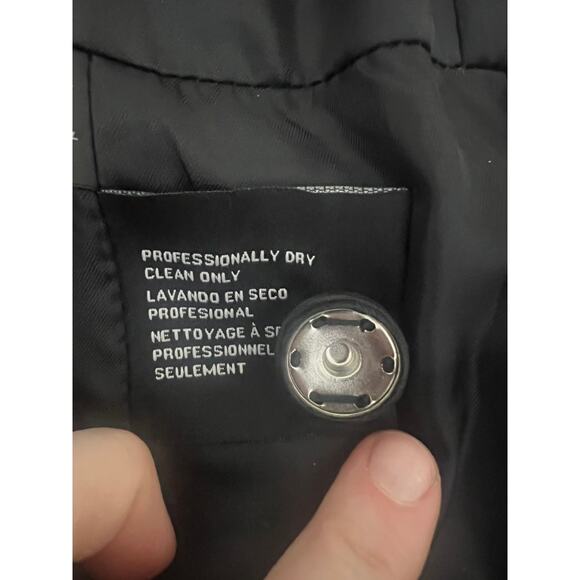 PROFESSIONALLY DRY
CLEAN ONLY
LAVANDO EN SECO
PROFESIONAL
NETTOYAGE À
PROFESSIONNEL
SEULEMENT